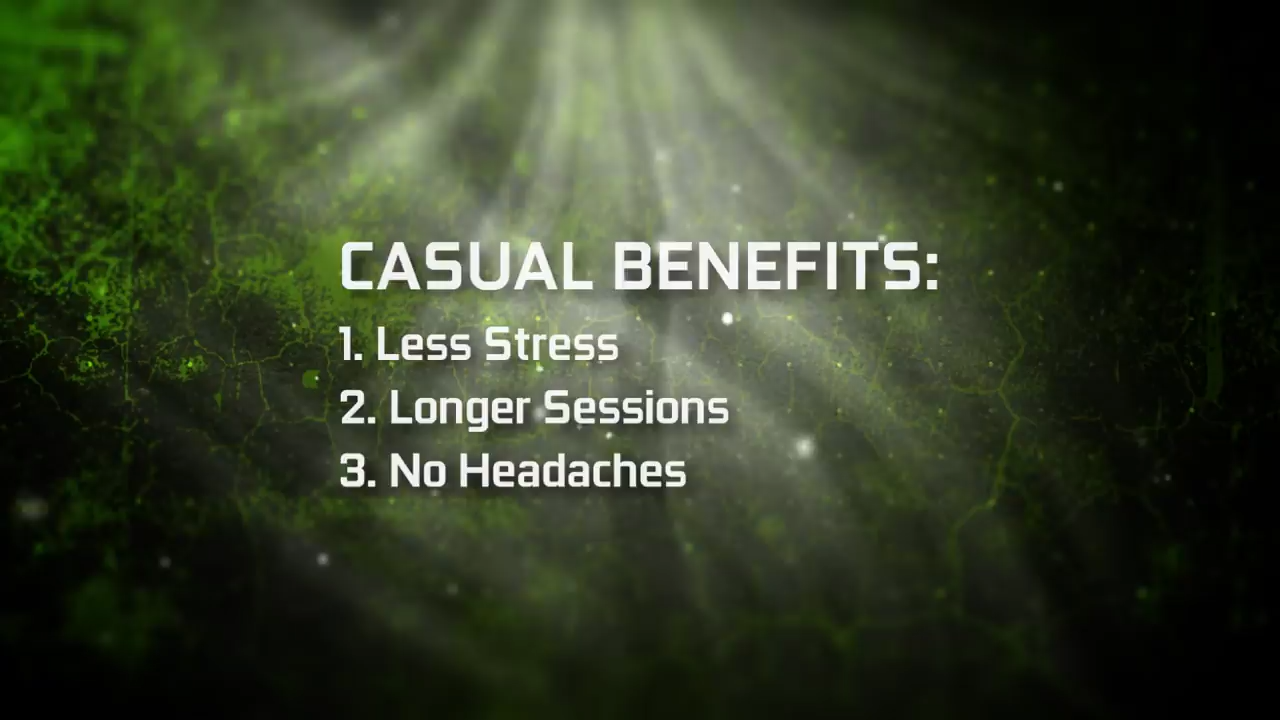 CASUAL BENEFITS:
1. Less Stress
2. Longer Sessions
3. No Headaches